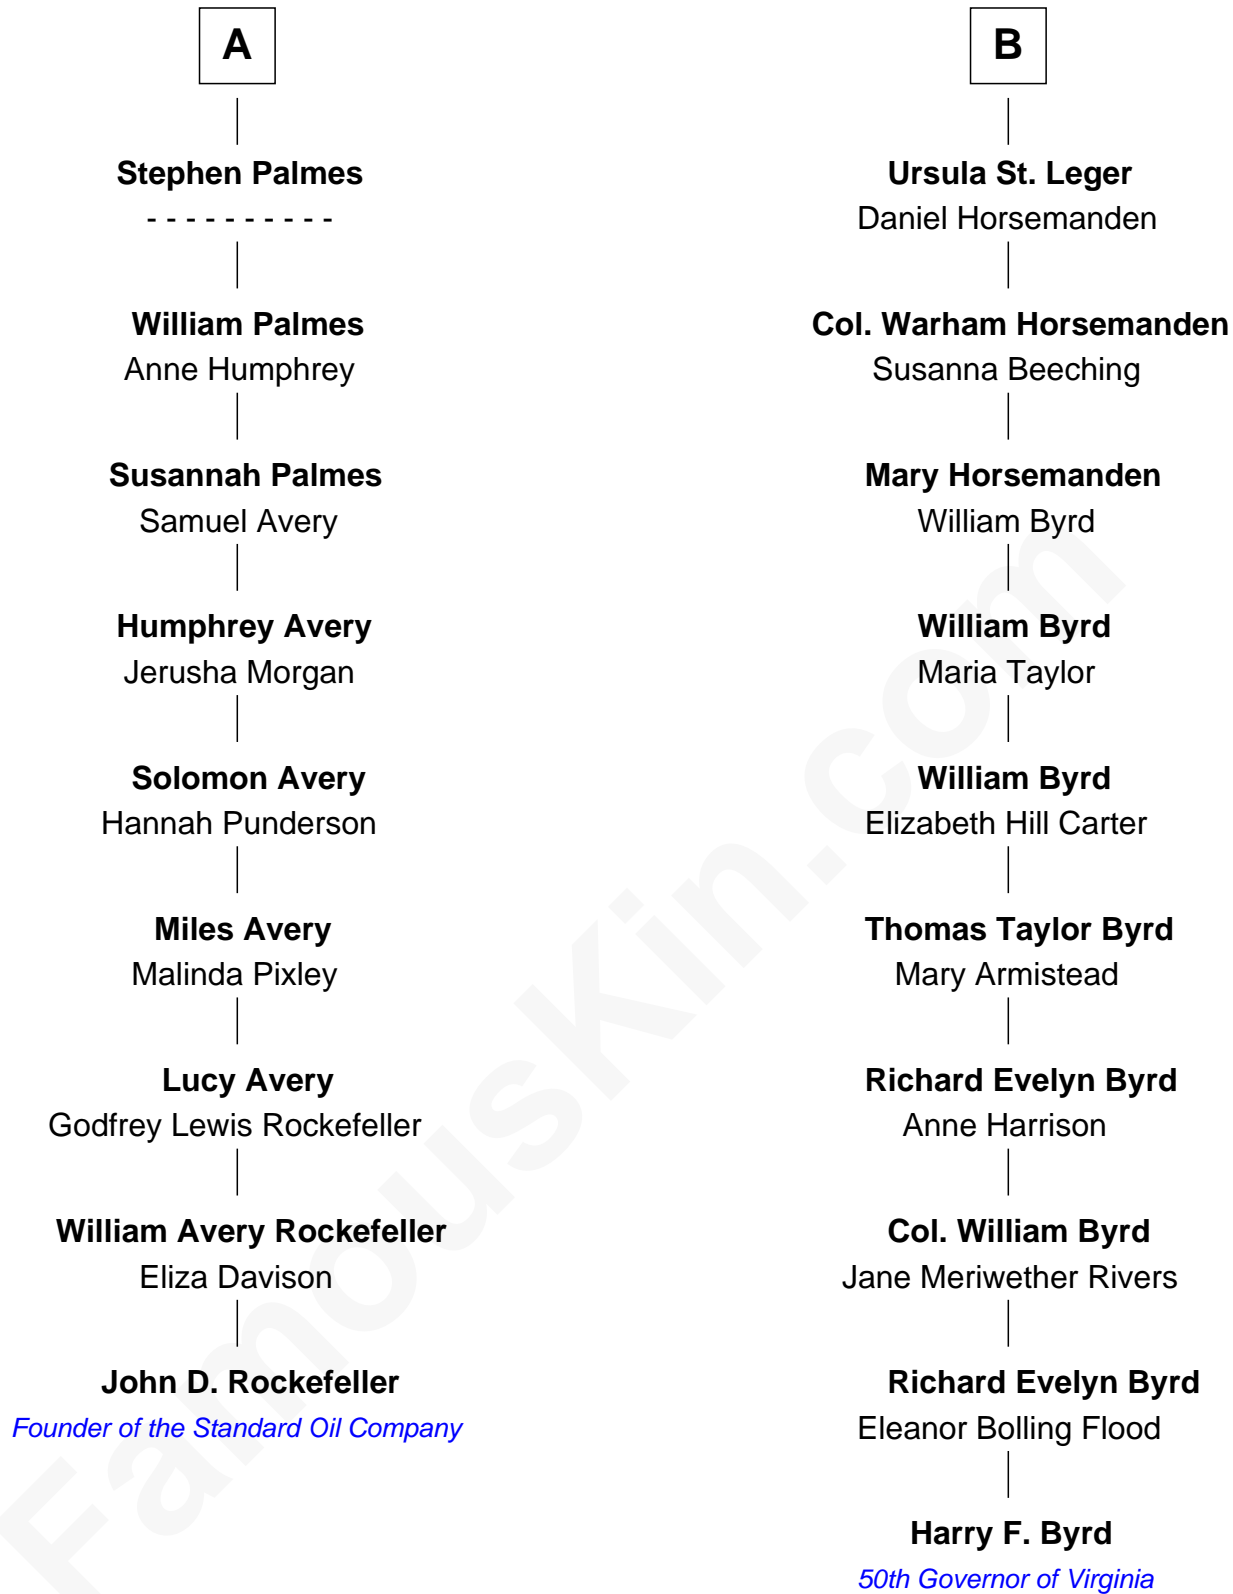 A
Stephen Palmes
- - - - - - - - - -
William Palmes
Anne Humphrey
Susannah Palmes
Samuel Avery
Humphrey Avery
Jerusha Morgan
Solomon Avery
Hannah Punderson
Miles Avery
Malinda Pixley
Lucy Avery
Godfrey Lewis Rockefeller
William Avery Rockefeller
Eliza Davison
John D. Rockefeller
Founder of the Standard Oil Company
B
Ursula St. Leger
Daniel Horsemanden
Col. Warham Horsemanden
Susanna Beeching
Mary Horsemanden
William Byrd
William Byrd
Maria Taylor
William Byrd
Elizabeth Hill Carter
Thomas Taylor Byrd
Mary Armistead
Richard Evelyn Byrd
Anne Harrison
Col. William Byrd
Jane Meriwether Rivers
Richard Evelyn Byrd
Eleanor Bolling Flood
Harry F. Byrd
50th Governor of Virginia
FamousKin.com